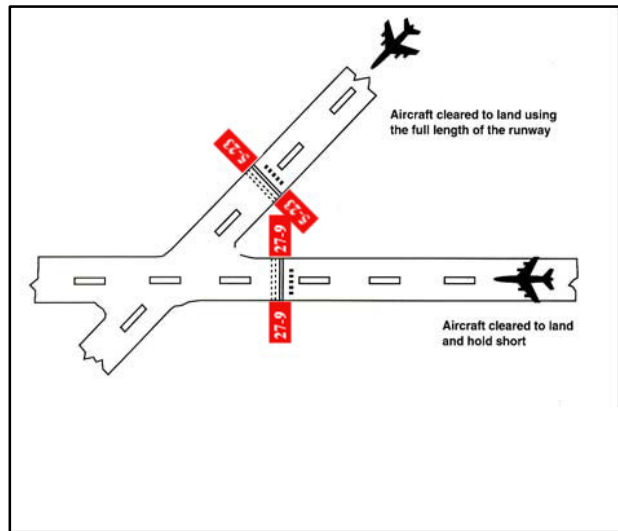 Aircraft cleared to land using
the full length of the runway
5-23
5-23
27-9
27-9
Aircraft cleared to land
and hold short